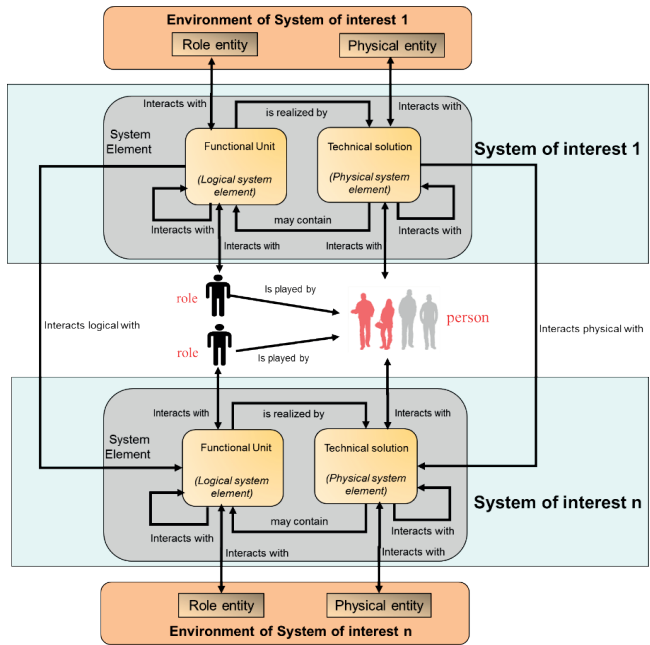 Environment of System of interest 1
Role entity
Physical entity
Interacts with
Interacts with
is realized by
System
Element
Functional Unit
(Logical system
element)
Technical solution
(Physical system
element)
System of interest 1
may contain
Interacts with
Interacts with
Interacts with
Interacts with
role
Is played by
person
Interacts logical with
Interacts physical with
role
Is played by
Interacts with
Interacts with
is realized by
System
Element
Functional Unit
(Logical system
element)
Technical solution
(Physical system
element)
System of interest n
may contain
Interacts with
Interacts with
Interacts with
Interacts with
Role entity
Physical entity
Environment of System of interest n